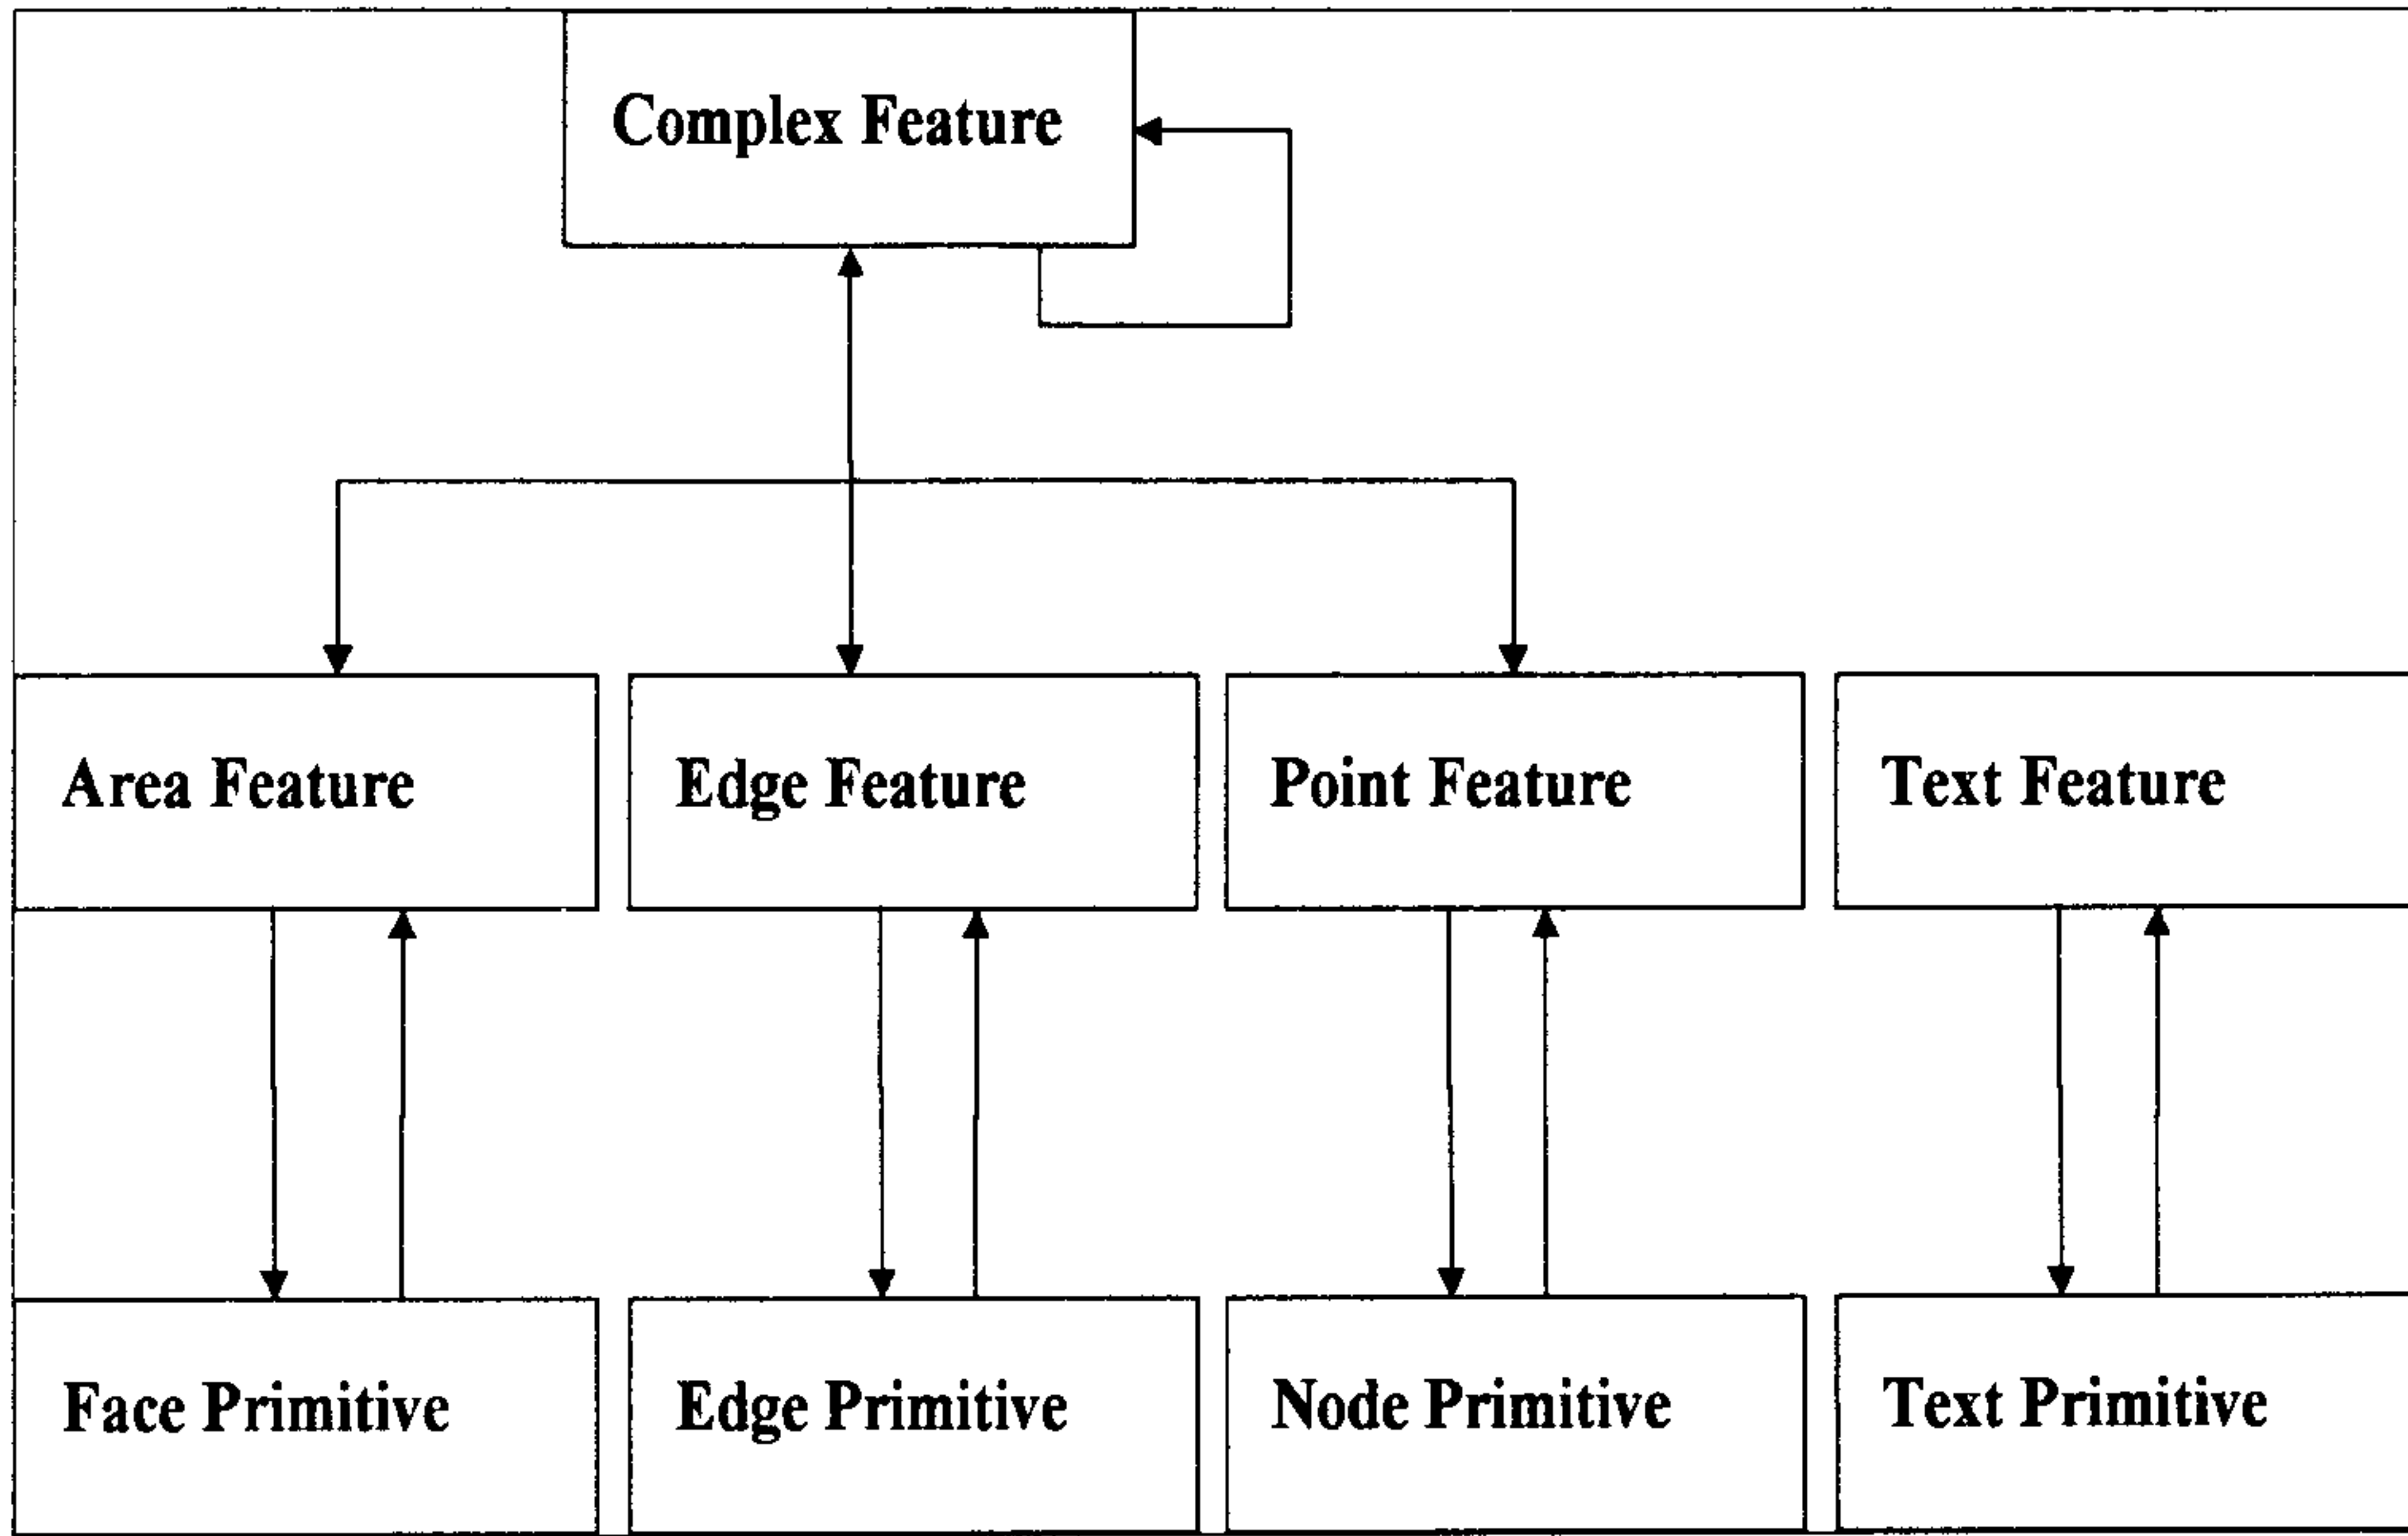 Complex Feature
Area Feature
Edge Feature
Point Feature
Text Feature
Face Primitive
Edge Primitive
Node Primitive
Text Primitive